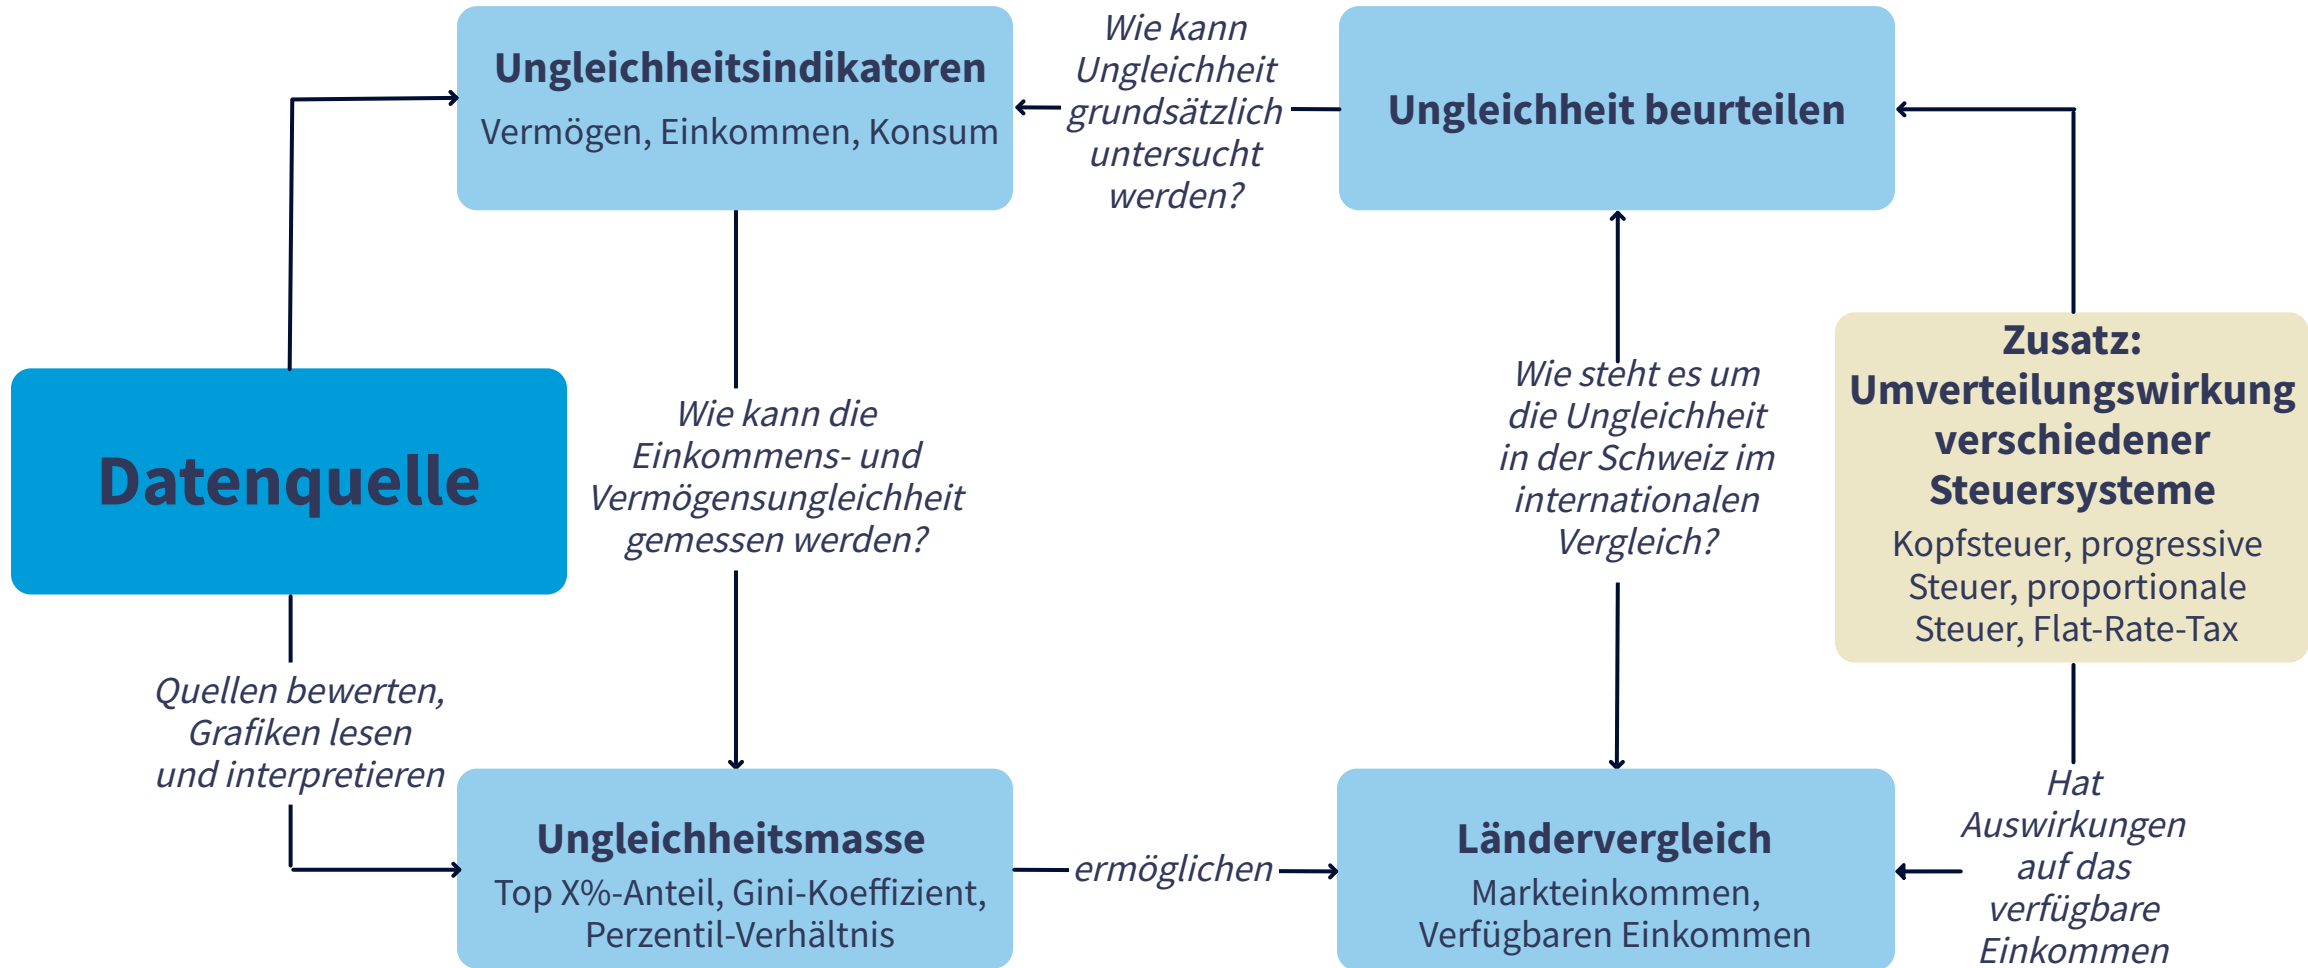 Ungleichheitsindikatoren
Vermögen, Einkommen, Konsum
Wie kann
Ungleichheit
grundsätzlich
untersucht
werden?
Ungleichheit beurteilen
Datenquelle
Wie kann die
Einkommens- und
Vermögensungleichheit
gemessen werden?
Wie steht es um
die Ungleichheit
in der Schweiz im
internationalen
Vergleich?
Zusatz:
Umverteilungswirkung
verschiedener
Steuersysteme
Kopfsteuer, progressive
Steuer, proportionale
Steuer, Flat-Rate-Tax
Quellen bewerten,
Grafiken lesen
und interpretieren
Ungleichheitsmasse
Top X%-Anteil, Gini-Koeffizient,
Perzentil-Verhältnis
ermöglichen
Ländervergleich
Markteinkommen,
Verfügbaren Einkommen
Hat
Auswirkungen
auf das
verfügbare
Einkommen